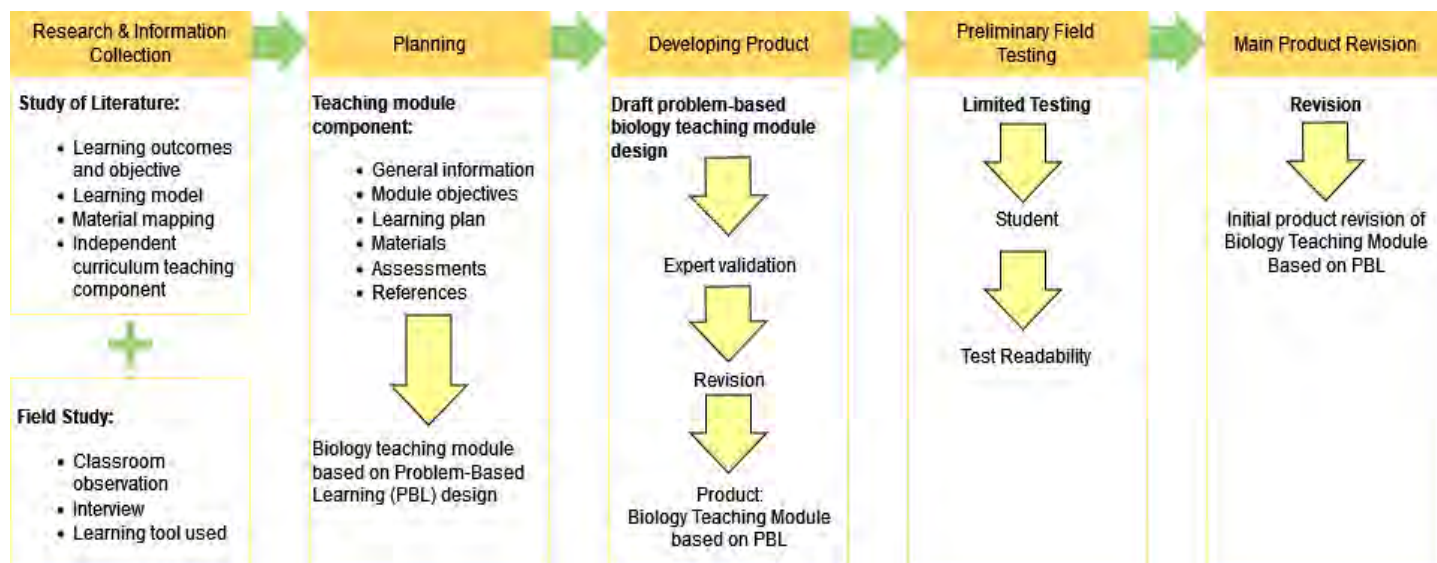 Research & Information
Collection
Study of Literature:
• Learning outcomes
and objective
• Learning model
• Material mapping
• Independent
curriculum teaching
component
Field Study:
• Classroom
observation
• Interview
• Learning tool used
Planning
Teaching module
component:
• General information
• Module objectives
• Learning plan
• Materials
• Assessments
• References
Biology teaching module
based on Problem-Based
Learning (PBL) design
Developing Product
Draft problem-based
biology teaching module
design
Expert validation
Revision
Product:
Biology Teaching Module
based on PBL
Preliminary Field
Testing
Limited Testing
Student
Test Readability
Main Product Revision
Revision
Initial product revision of
Biology Teaching Module
Based on PBL